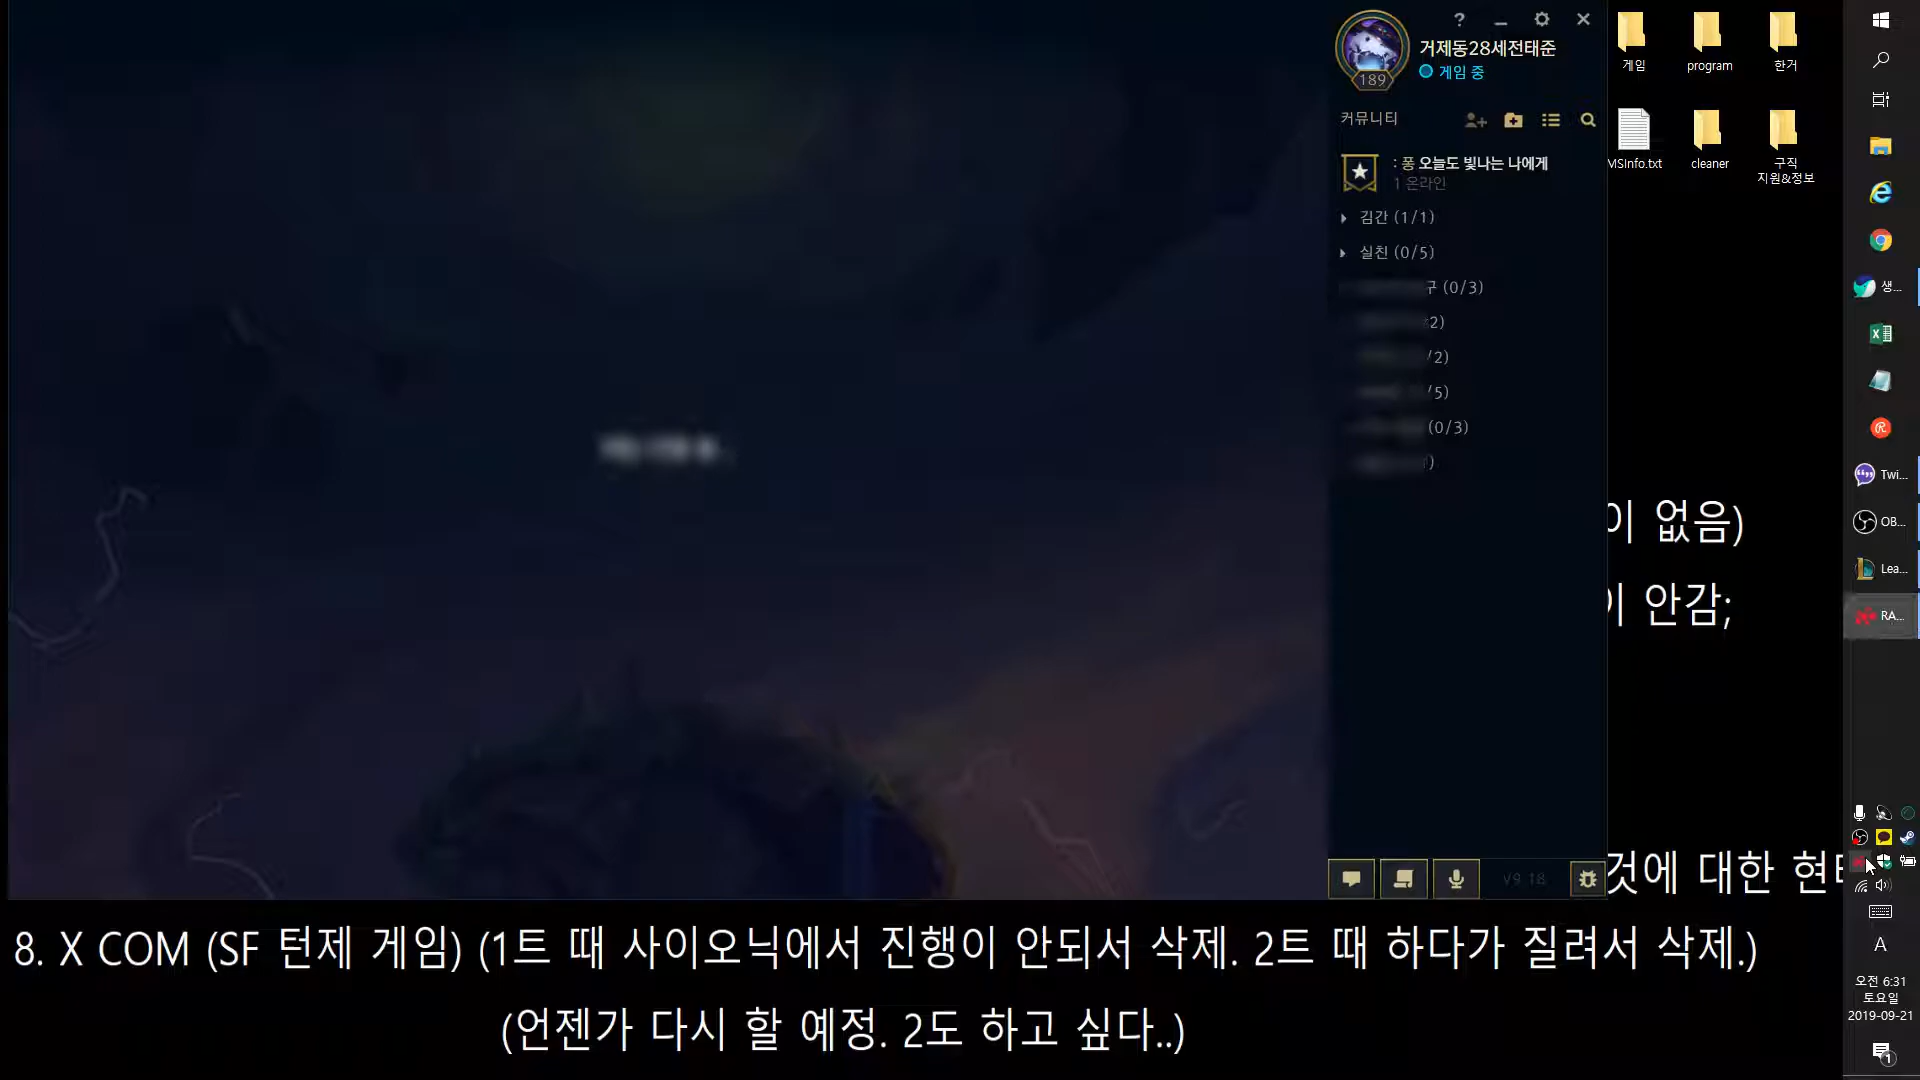 거제동28세전태준
189
게임 중
커뮤니티
: 퐁 오늘도 빛나는 나에게
1 온라인
김간 (1/1)
실친 (0/5)
구 (0/3)
2)
/2)
/5)
(0/3)
)
V9.18
게임
program
한거
MSInfo.txt
cleaner
구직
지원&정보
생...
Twi...
OB...
Lea...
RA...
이 없음)
이 안감;
것에 대한 현
8. X COM (SF 턴제 게임) (1트 때 사이오닉에서 진행이 안되서 삭제. 2트 때 하다가 질려서 삭제.)
(언젠가 다시 할 예정. 2도 하고 싶다..)
A
오전 6:31
토요일
2019-09-21
1